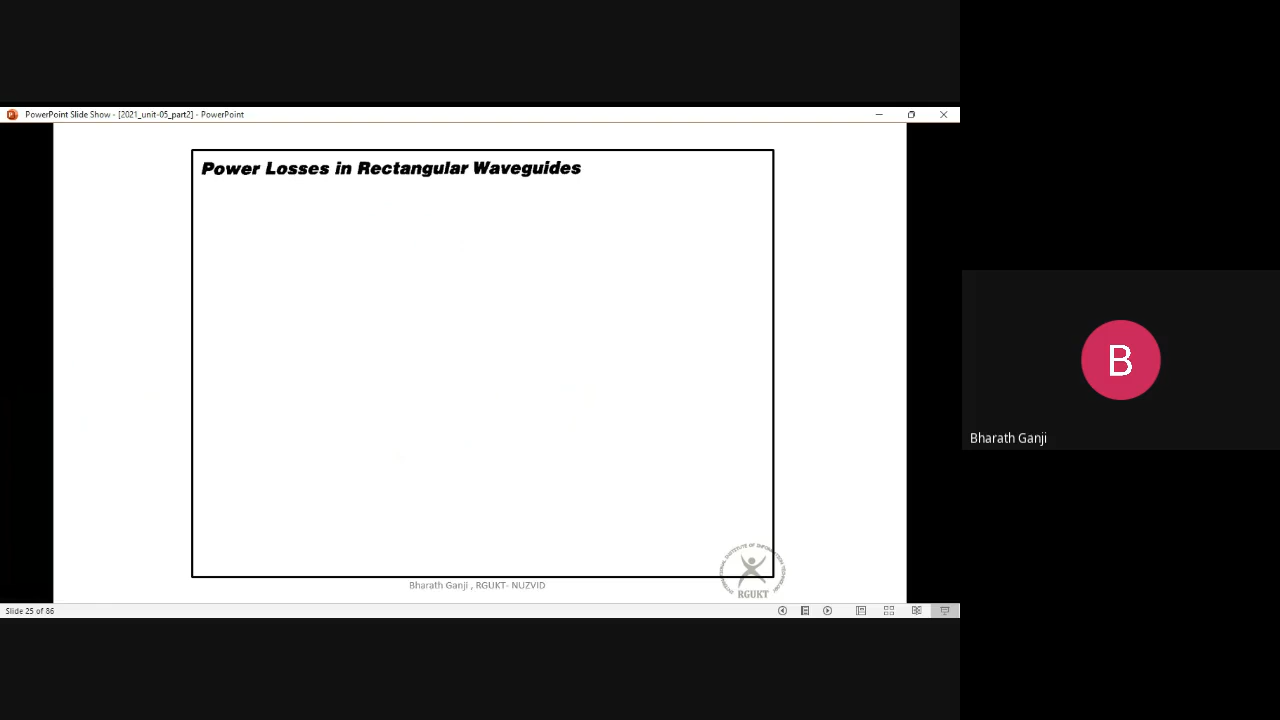 PowerPoint Slide Show - [2021_unit-05_part2] - PowerPoint
Power Losses in Rectangular Waveguides
B
Bharath Ganji
RGUKT
Bharath Ganji , RGUKT- NUZVID
Slide 25 of 86